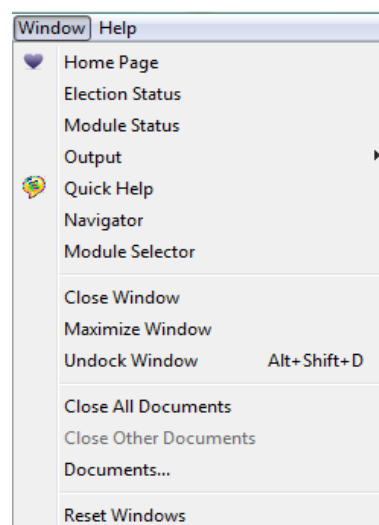 Window Help
Home Page
Election Status
Module Status
Output
Quick Help
Navigator
Module Selector
Close Window
Maximize Window
Undock Window Alt+Shift+D
Close All Documents
Close Other Documents
Documents...
Reset Windows